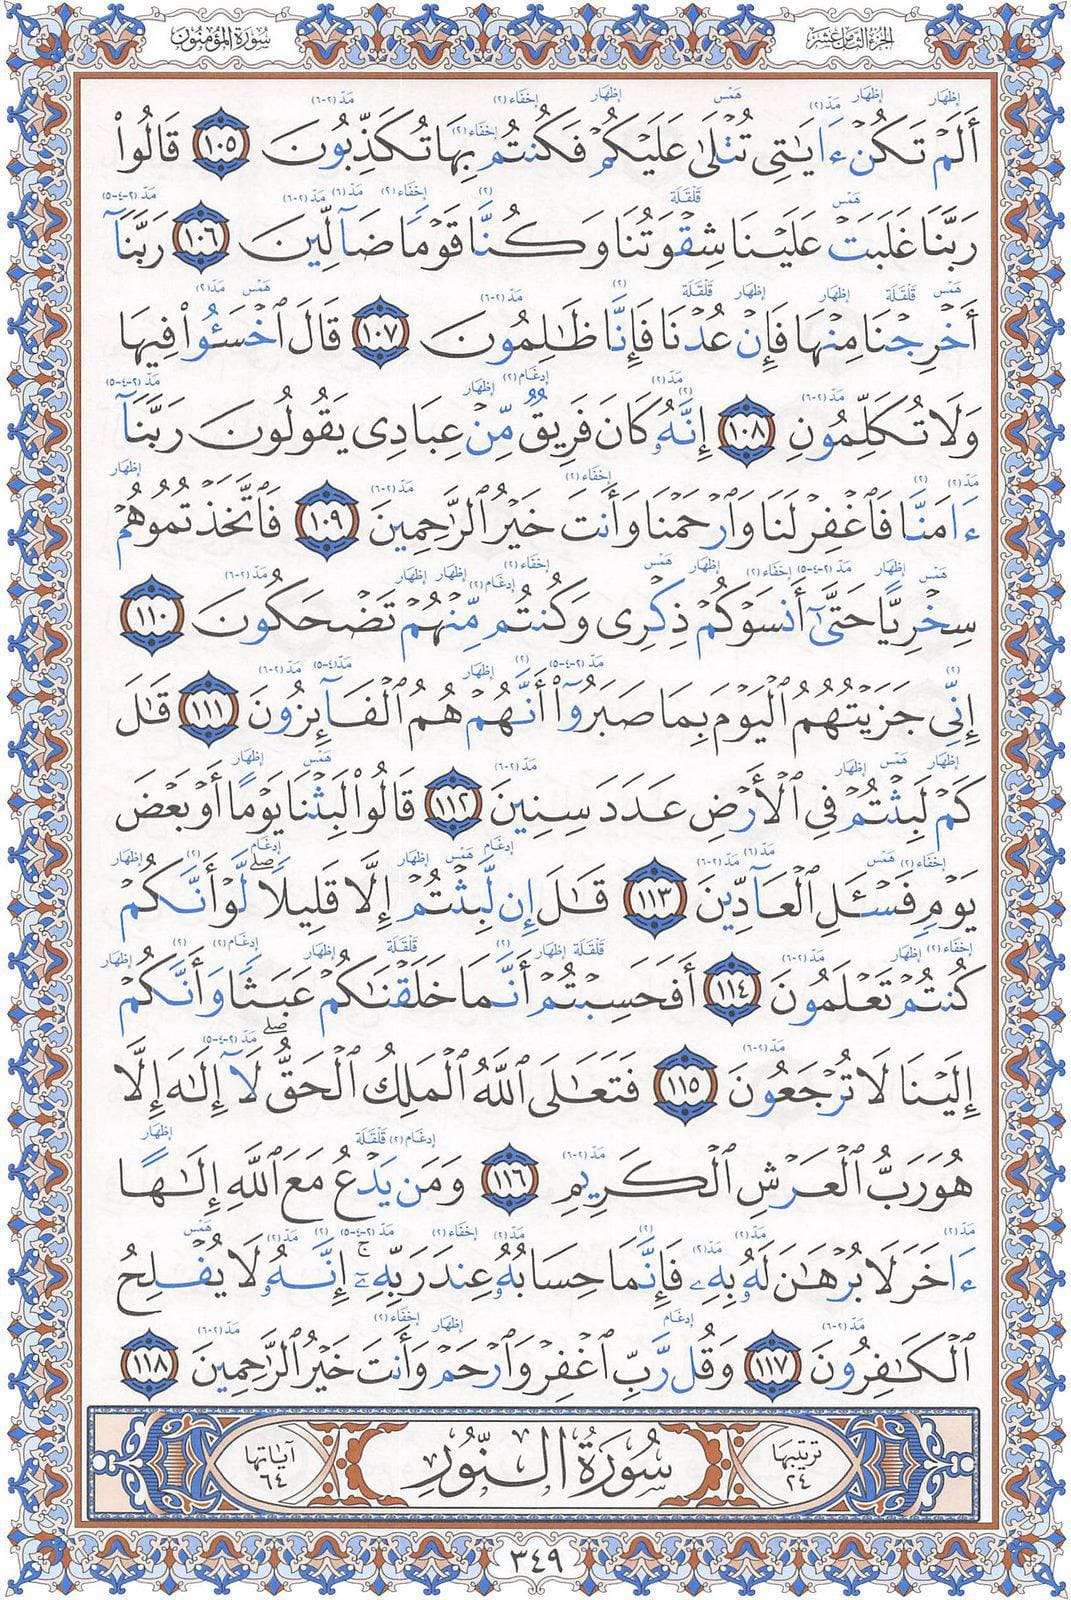 الجزء الثامن عشر
سورة المؤمنون
أَلَمْ تَكُنْ ءَايَٰتِى تُتْلَىٰ عَلَيْكُمْ فَكُنتُم بِهَا تُكَذِّبُونَ ١٠٥ قَالُوا۟
رَبَّنَا غَلَبَتْ عَلَيْنَا شِقْوَتُنَا وَكُنَّا قَوْمًا ضَآلِّينَ ١٠٦ رَبَّنَآ
أَخْرِجْنَا مِنْهَا فَإِنْ عُدْنَا فَإِنَّا ظَٰلِمُونَ ١٠٧ قَالَ ٱخْسَـُٔوا۟ فِيهَا
وَلَا تُكَلِّمُونِ ١٠٨ إِنَّهُۥ كَانَ فَرِيقٌ مِّنْ عِبَادِى يَقُولُونَ رَبَّنَآ
ءَامَنَّا فَٱغْفِرْ لَنَا وَٱرْحَمْنَا وَأَنتَ خَيْرُ ٱلرَّٰحِمِينَ ١٠٩ فَٱتَّخَذْتُمُوهُمْ
سِخْرِيًّا حَتَّىٰٓ أَنسَوْكُمْ ذِكْرِى وَكُنتُم مِّنْهُمْ تَضْحَكُونَ ١١٠
إِنِّى جَزَيْتُهُمُ ٱلْيَوْمَ بِمَا صَبَرُوٓا۟ أَنَّهُمْ هُمُ ٱلْفَآئِزُونَ ١١١ قَٰلَ
كَمْ لَبِثْتُمْ فِى ٱلْأَرْضِ عَدَدَ سِنِينَ ١١٢ قَالُوا۟ لَبِثْنَا يَوْمًا أَوْ بَعْضَ
يَوْمٍ فَسْـَٔلِ ٱلْعَآدِّينَ ١١٣ قَٰلَ إِن لَّبِثْتُمْ إِلَّا قَلِيلًا ۖ لَّوْ أَنَّكُمْ
كُنتُمْ تَعْلَمُونَ ١١٤ أَفَحَسِبْتُمْ أَنَّمَا خَلَقْنَٰكُمْ عَبَثًا وَأَنَّكُمْ
إِلَيْنَا لَا تُرْجَعُونَ ١١٥ فَتَعَٰلَى ٱللَّهُ ٱلْمَلِكُ ٱلْحَقُّ ۖ لَآ إِلَٰهَ إِلَّا
هُوَ رَبُّ ٱلْعَرْشِ ٱلْكَرِيمِ ١١٦ وَمَن يَدْعُ مَعَ ٱللَّهِ إِلَٰهًا
ءَاخَرَ لَا بُرْهَٰنَ لَهُۥ بِهِۦ فَإِنَّمَا حِسَابُهُۥ عِندَ رَبِّهِۦٓ ۚ إِنَّهُۥ لَا يُفْلِحُ
ٱلْكَٰفِرُونَ ١١٧ وَقُل رَّبِّ ٱغْفِرْ وَٱرْحَمْ وَأَنتَ خَيْرُ ٱلرَّٰحِمِينَ ١١٨
ترتيبها ٢٤
سُورَةُ النُّورِ
آياتها ٦٤
٣٤٩